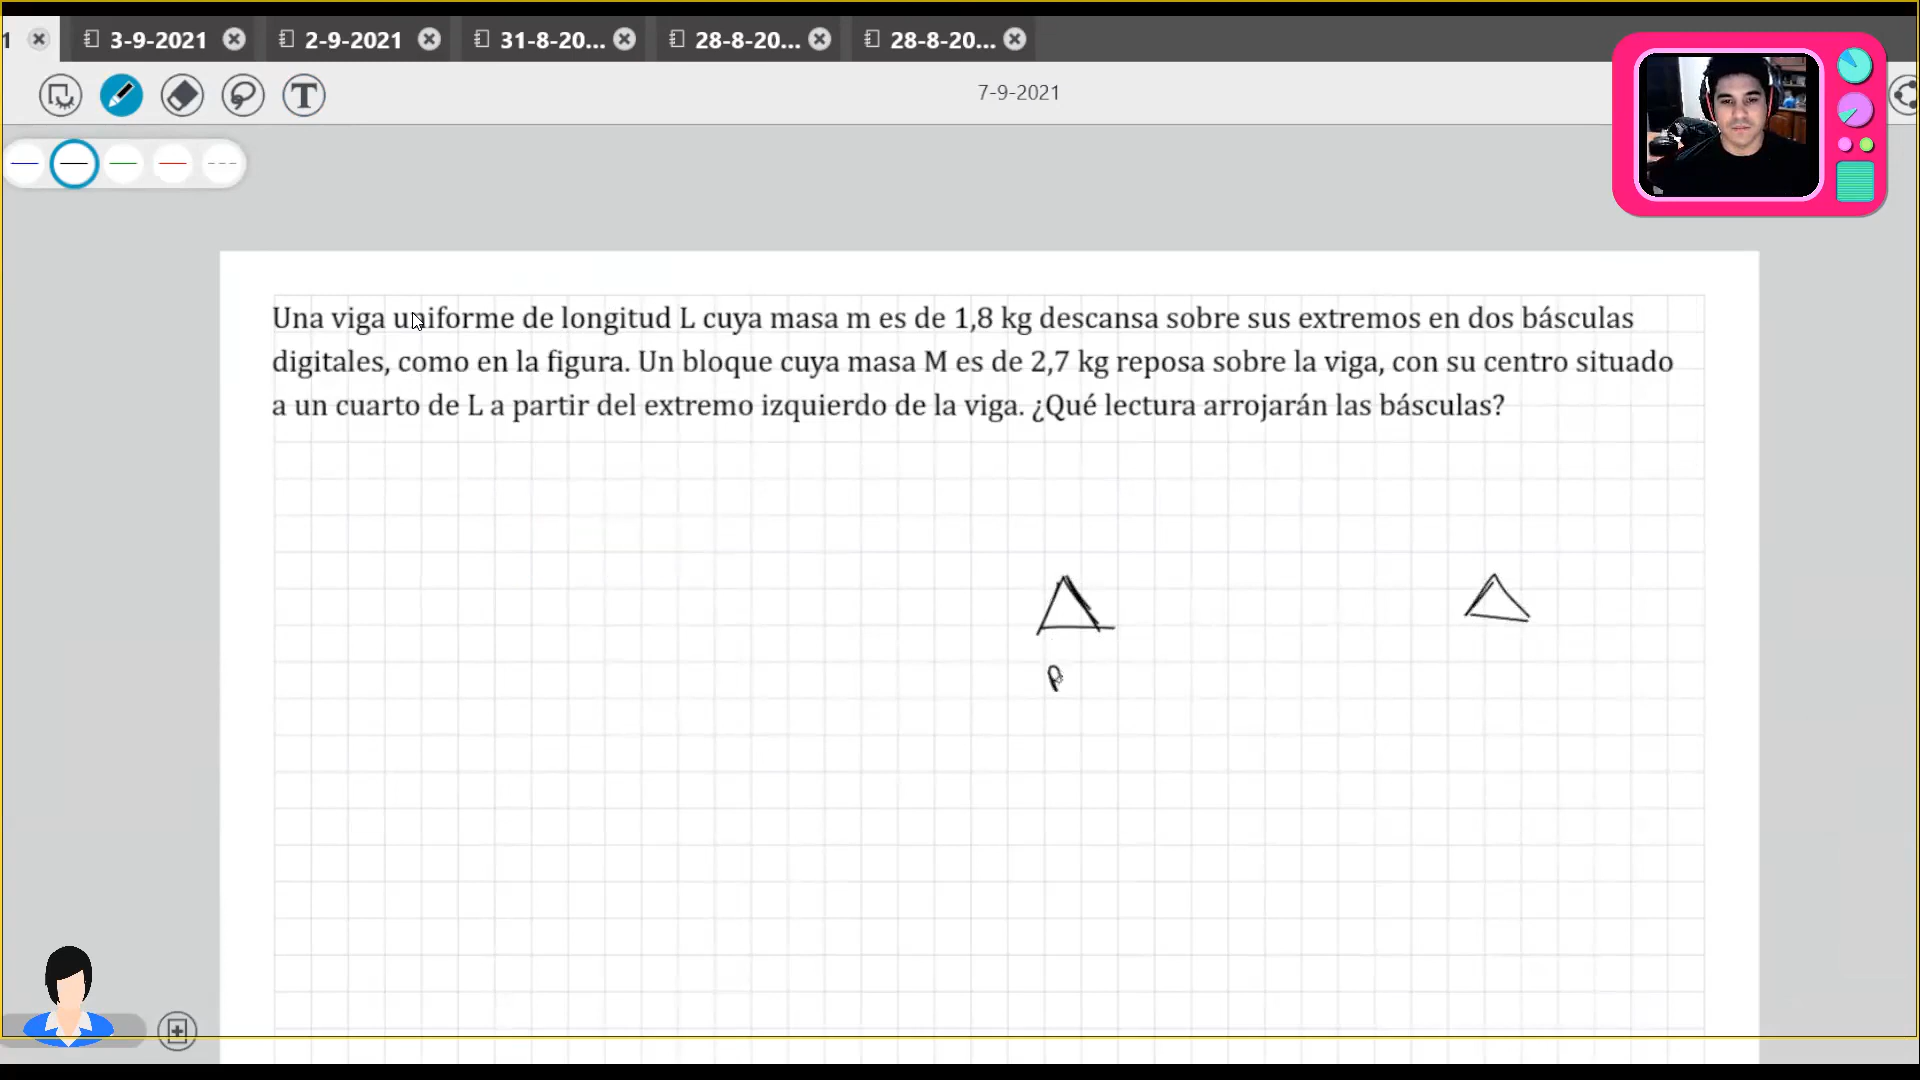 1
3-9-2021
2-9-2021
31-8-20...
28-8-20...
28-8-20...
T
7-9-2021
Una viga uniforme de longitud L cuya masa m es de 1,8 kg descansa sobre sus extremos en dos básculas
digitales, como en la figura. Un bloque cuya masa M es de 2,7 kg reposa sobre la viga, con su centro situado
a un cuarto de L a partir del extremo izquierdo de la viga. ¿Qué lectura arrojarán las básculas?